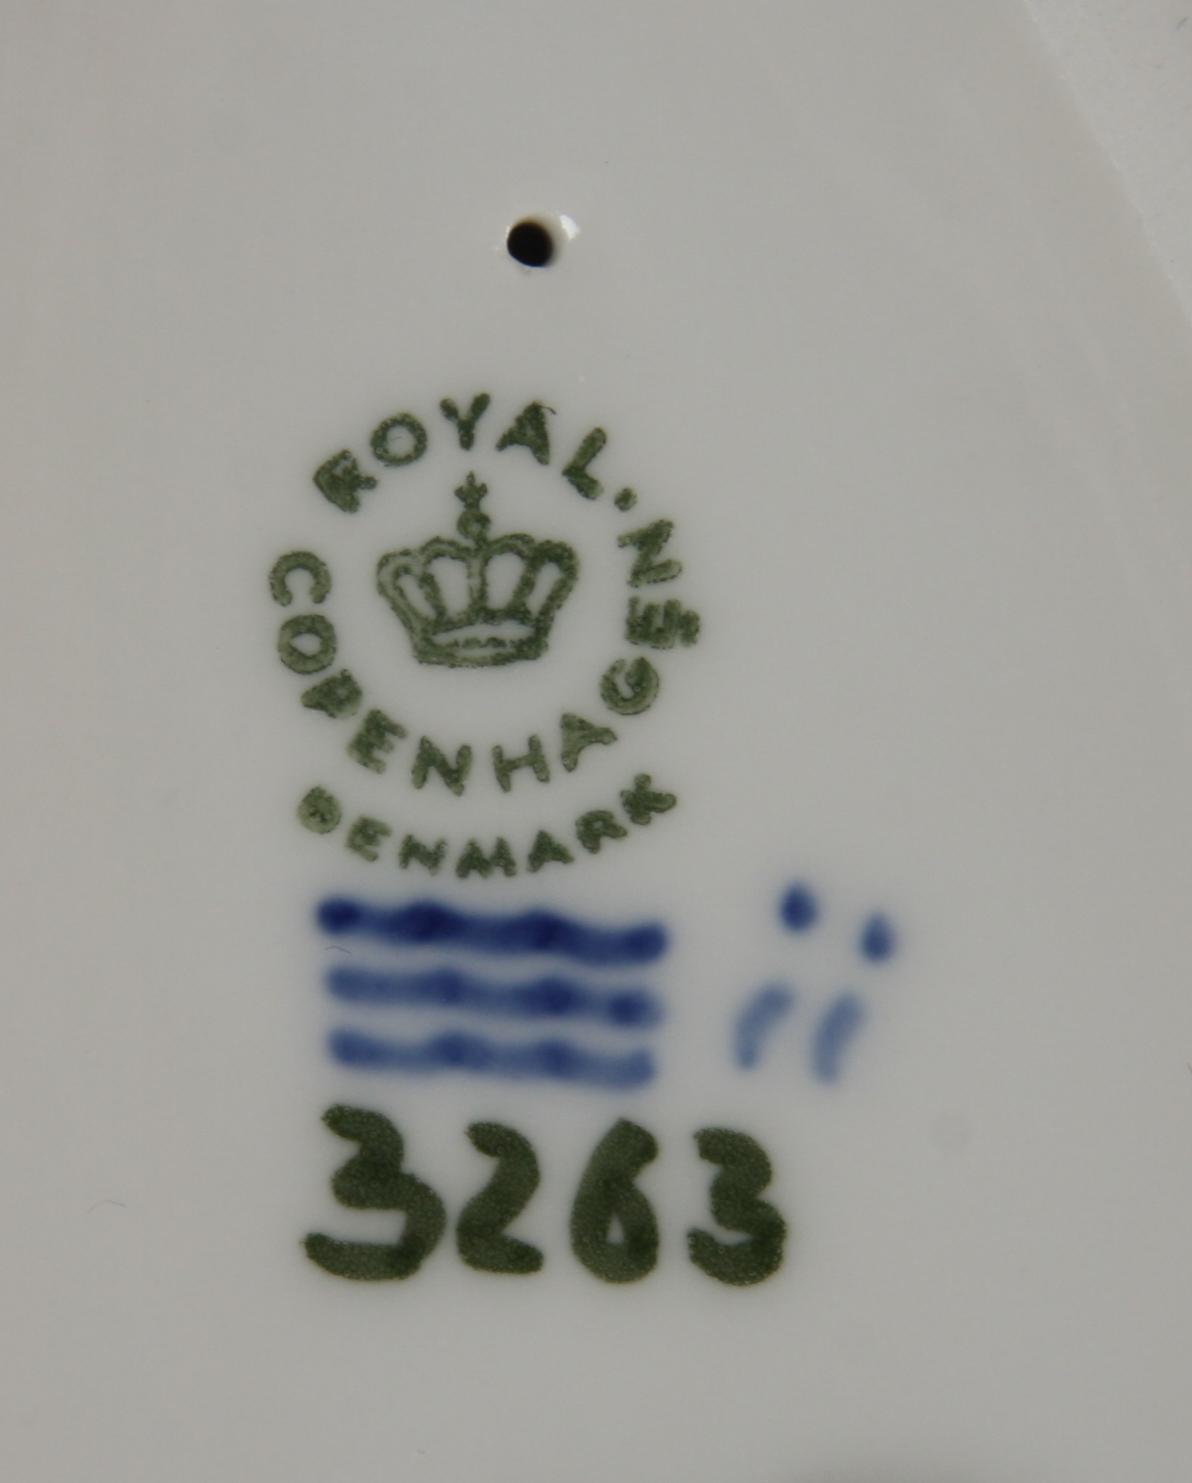 ROYAL.
COPENHAGEN
DENMARK
3263